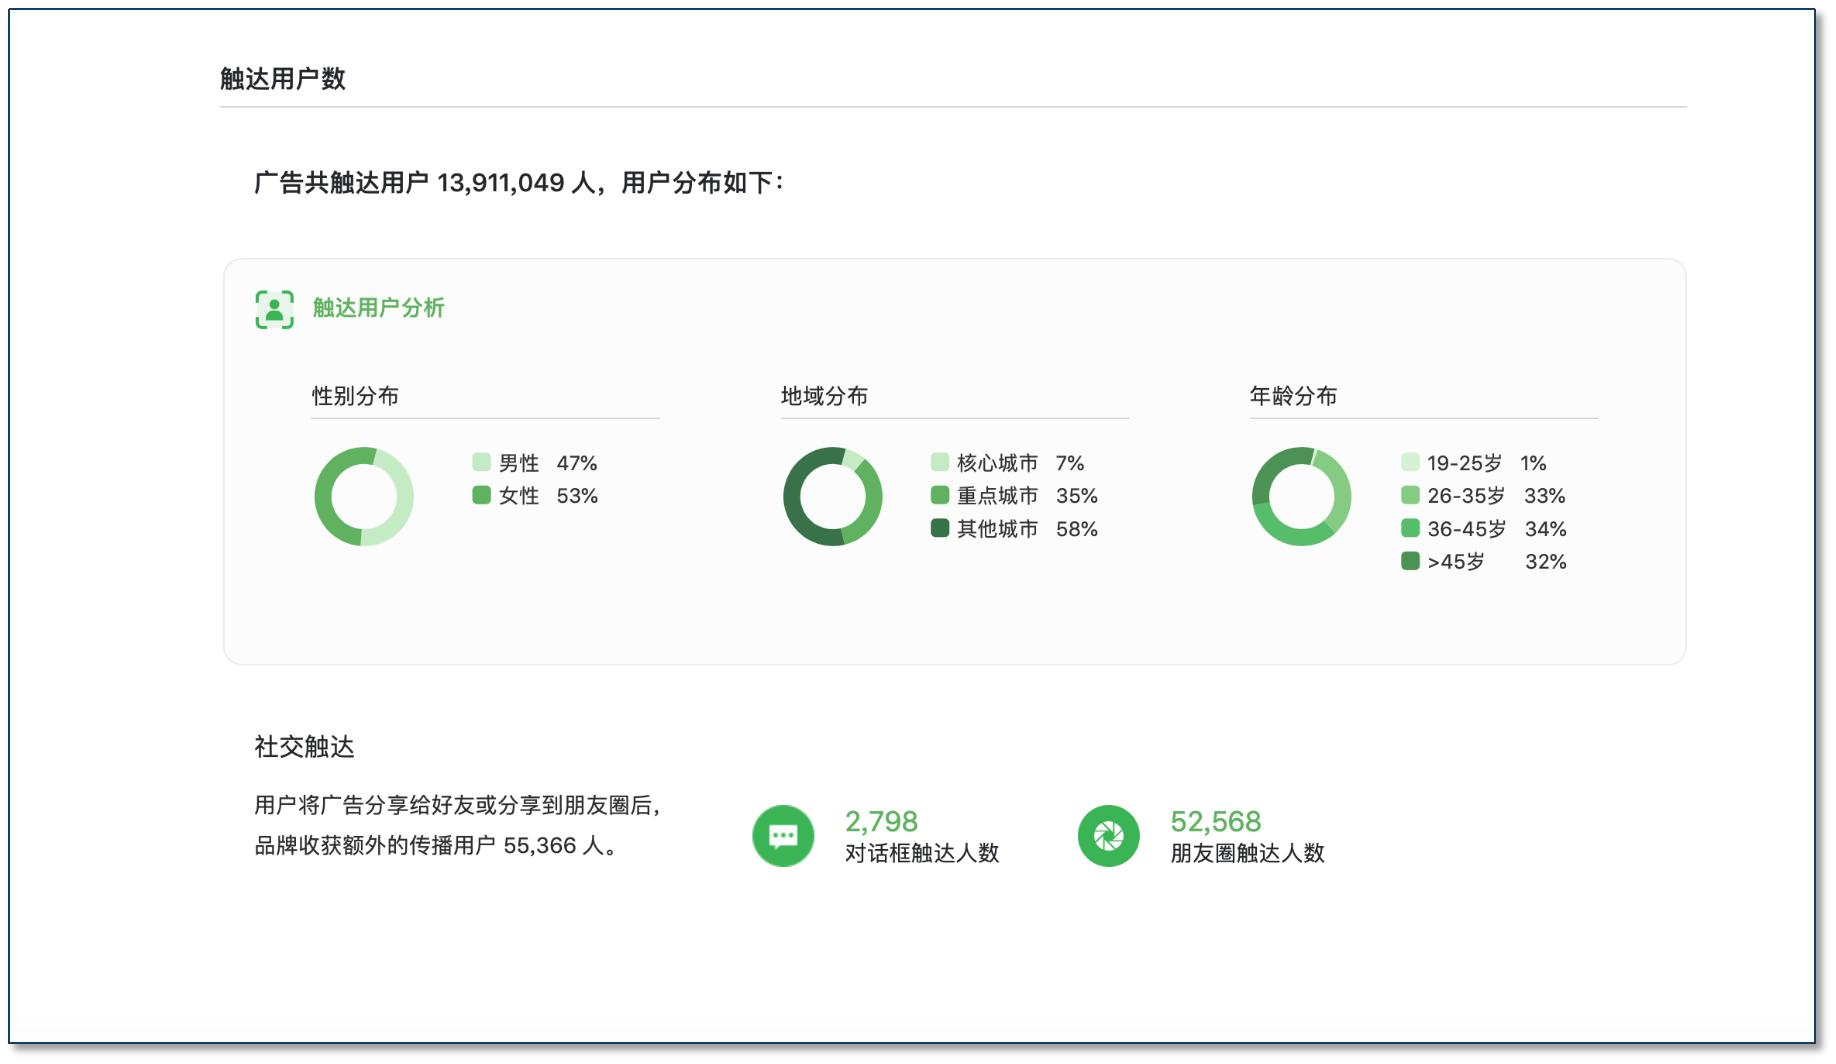 触达用户数
广告共触达用户 13,911,049 人，用户分布如下：
触达用户分析
性别分布
男性 47%
女性 53%
地域分布
核心城市 7%
重点城市 35%
其他城市 58%
年龄分布
19-25岁 1%
26-35岁 33%
36-45岁 34%
>45岁 32%
社交触达
用户将广告分享给好友或分享到朋友圈后，
品牌收获额外的传播用户 55,366 人。
2,798
对话框触达人数
52,568
朋友圈触达人数